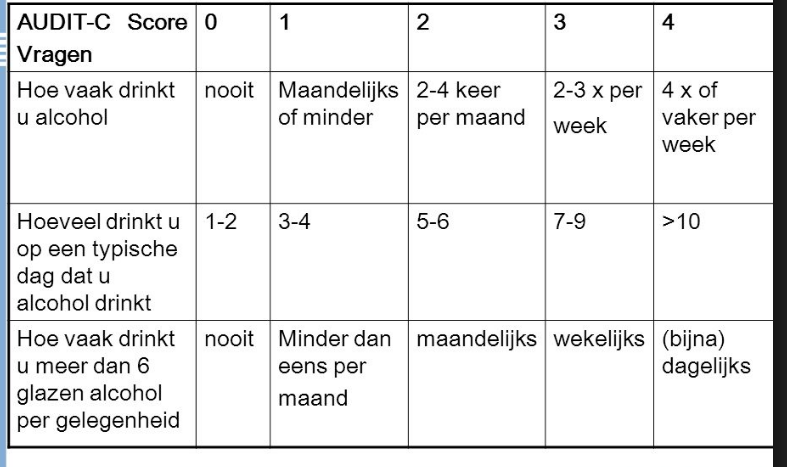 AUDIT-C Score 0 1 2 3 4
Vragen
Hoe vaak drinkt nooit Maandelijks 2-4 keer 2-3 x per 4 x of
u alcohol of minder per maand week vaker per
week
Hoeveel drinkt u 1-2 3-4 5-6 7-9 >10
op een typische
dag dat u
alcohol drinkt
Hoe vaak drinkt nooit Minder dan maandelijks wekelijks (bijna)
u meer dan 6 eens per dagelijks
glazen alcohol maand
per gelegenheid